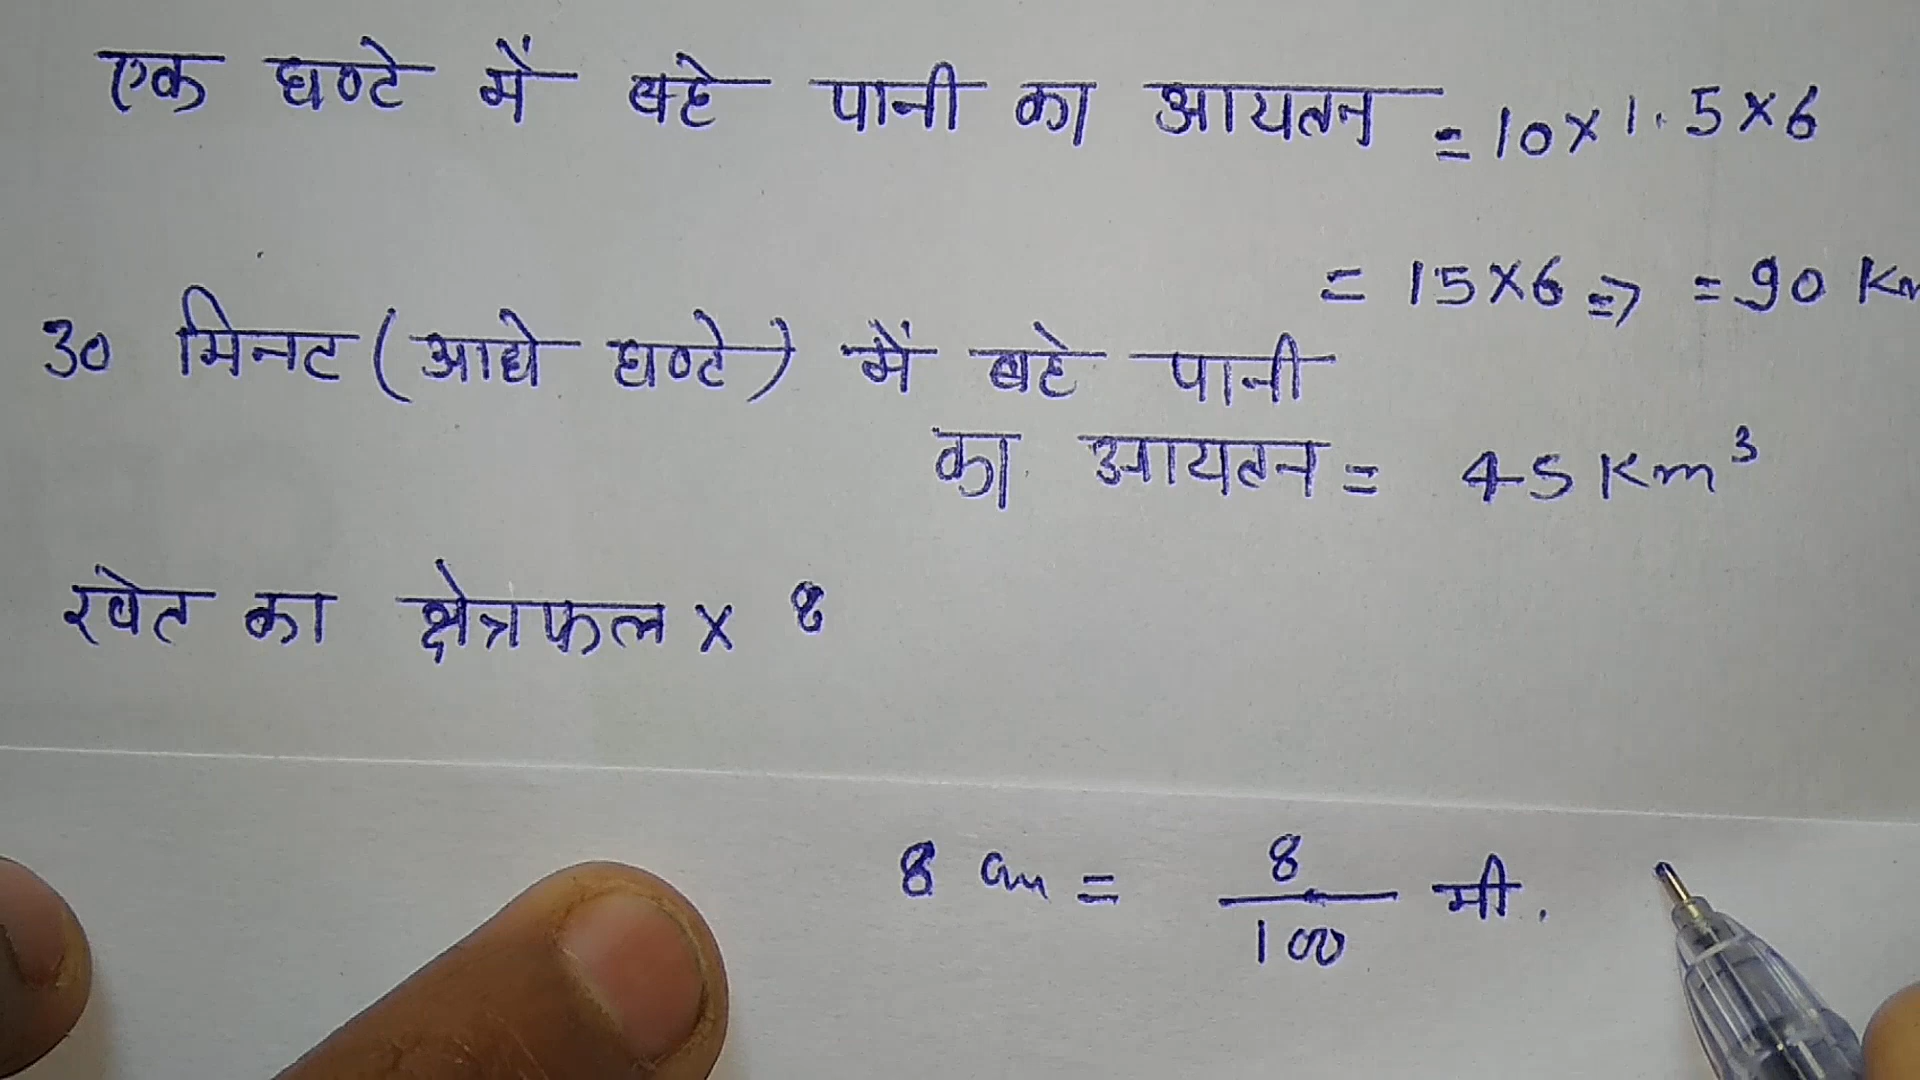 एक घण्टे में बहे पानी का आयतन = 10 × 1.5 × 6
= 15 × 6 => = 90 Km
30 मिनट (आधे घण्टे) में बहे पानी
का आयतन = 45 Km³
खेत का क्षेत्रफल × 8
8 cm = 8/100 मी.